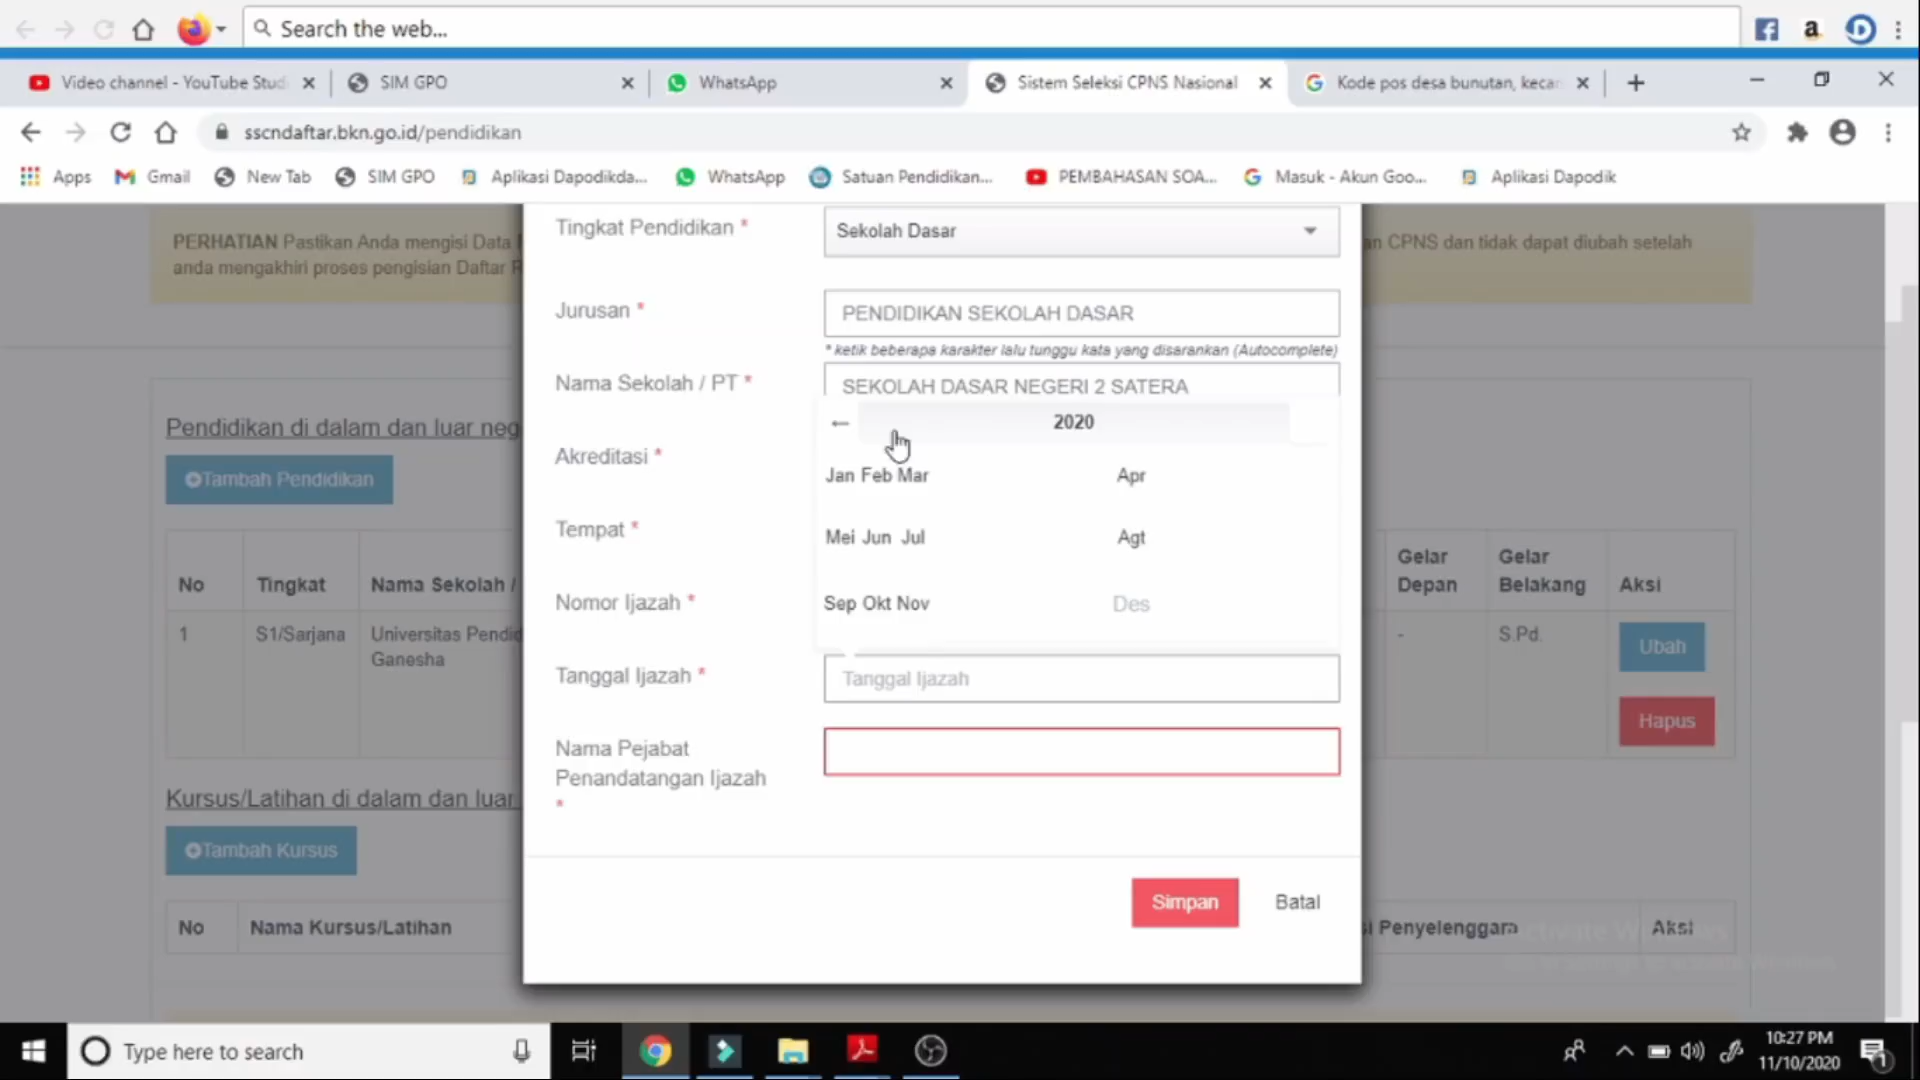 Search the web...
Video channel - YouTube Studi
SIM GPO
WhatsApp
Sistem Seleksi CPNS Nasional
Kode pos desa bunutan, kecam
sscndaftar.bkn.go.id/pendidikan
Apps
Gmail
New Tab
SIM GPO
Aplikasi Dapodikda...
WhatsApp
Satuan Pendidikan...
PEMBAHASAN SOA...
Masuk - Akun Goo...
Aplikasi Dapodik
PERHATIAN Pastikan Anda mengisi Data
an CPNS dan tidak dapat diubah setelah
anda mengakhiri proses pengisian Daftar R
Tingkat Pendidikan *
Sekolah Dasar
Jurusan *
PENDIDIKAN SEKOLAH DASAR
* ketik beberapa karakter lalu tunggu kata yang disarankan (Autocomplete)
Nama Sekolah / PT *
SEKOLAH DASAR NEGERI 2 SATERA
Pendidikan di dalam dan luar neg
Tambah Pendidikan
← 2020
Akreditasi *
Jan Feb Mar Apr
Tempat *
Mei Jun Jul Agt
Nomor Ijazah *
Sep Okt Nov Des
Tanggal Ijazah *
Tanggal Ijazah
Nama Pejabat
Penandatangan Ijazah
*
Simpan
Batal
No
Tingkat
Nama Sekolah /
Gelar
Depan
Gelar
Belakang
Aksi
1
S1/Sarjana
Universitas Pendid
Ganesha
-
S.Pd.
Ubah
Hapus
Kursus/Latihan di dalam dan luar
Tambah Kursus
No
Nama Kursus/Latihan
si Penyelenggara
Aksi
Type here to search
10:27 PM
11/10/2020
1